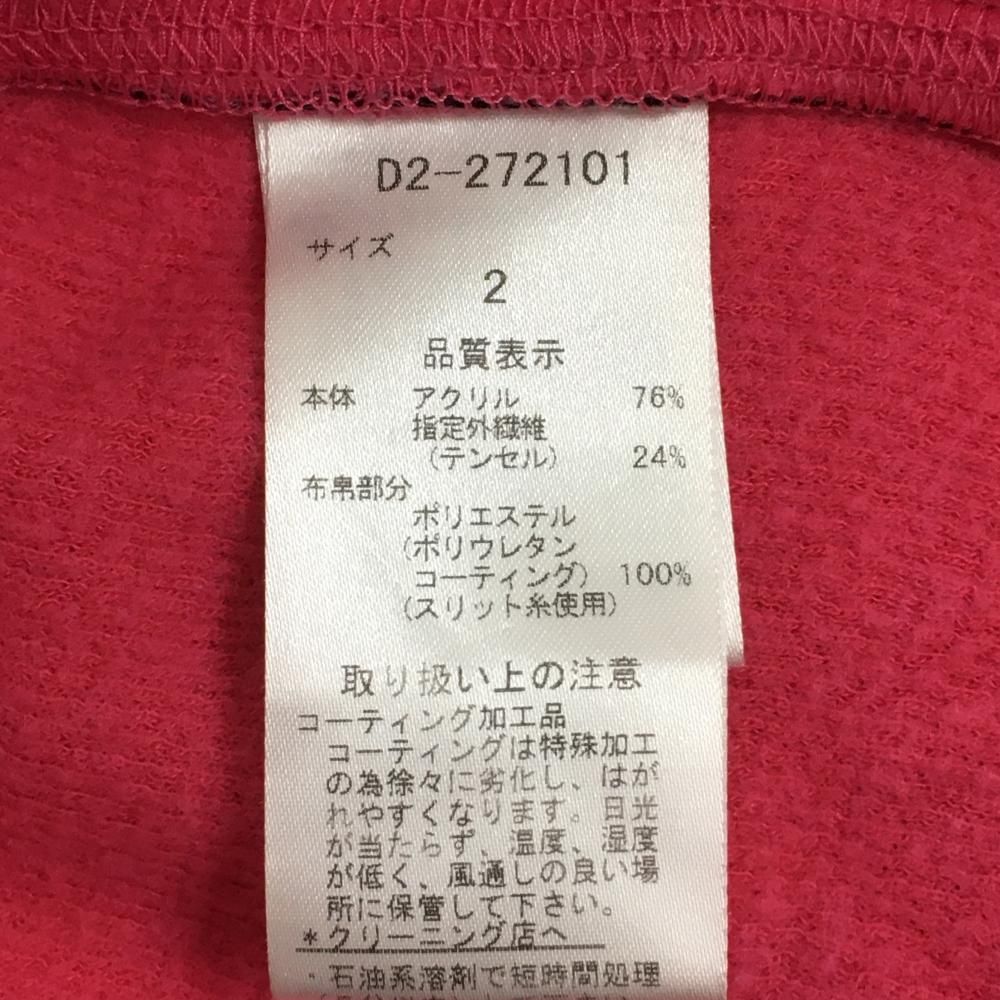 D2-272101
サイズ
2
品質表示
本体 アクリル 76%
指定外繊維
(テンセル) 24%
布帛部分
ポリエステル
(ポリウレタン
コーティング) 100%
(スリット糸使用)
取り扱い上の注意
コーティング加工品
コーティングは特殊加工
の為徐々に劣化し、はが
れやすくなります。日光
が当たらず、温度、湿度
が低く、風通しの良い場
所に保管して下さい。
*クリーニング店へ
・石油系溶剤で短時間処理